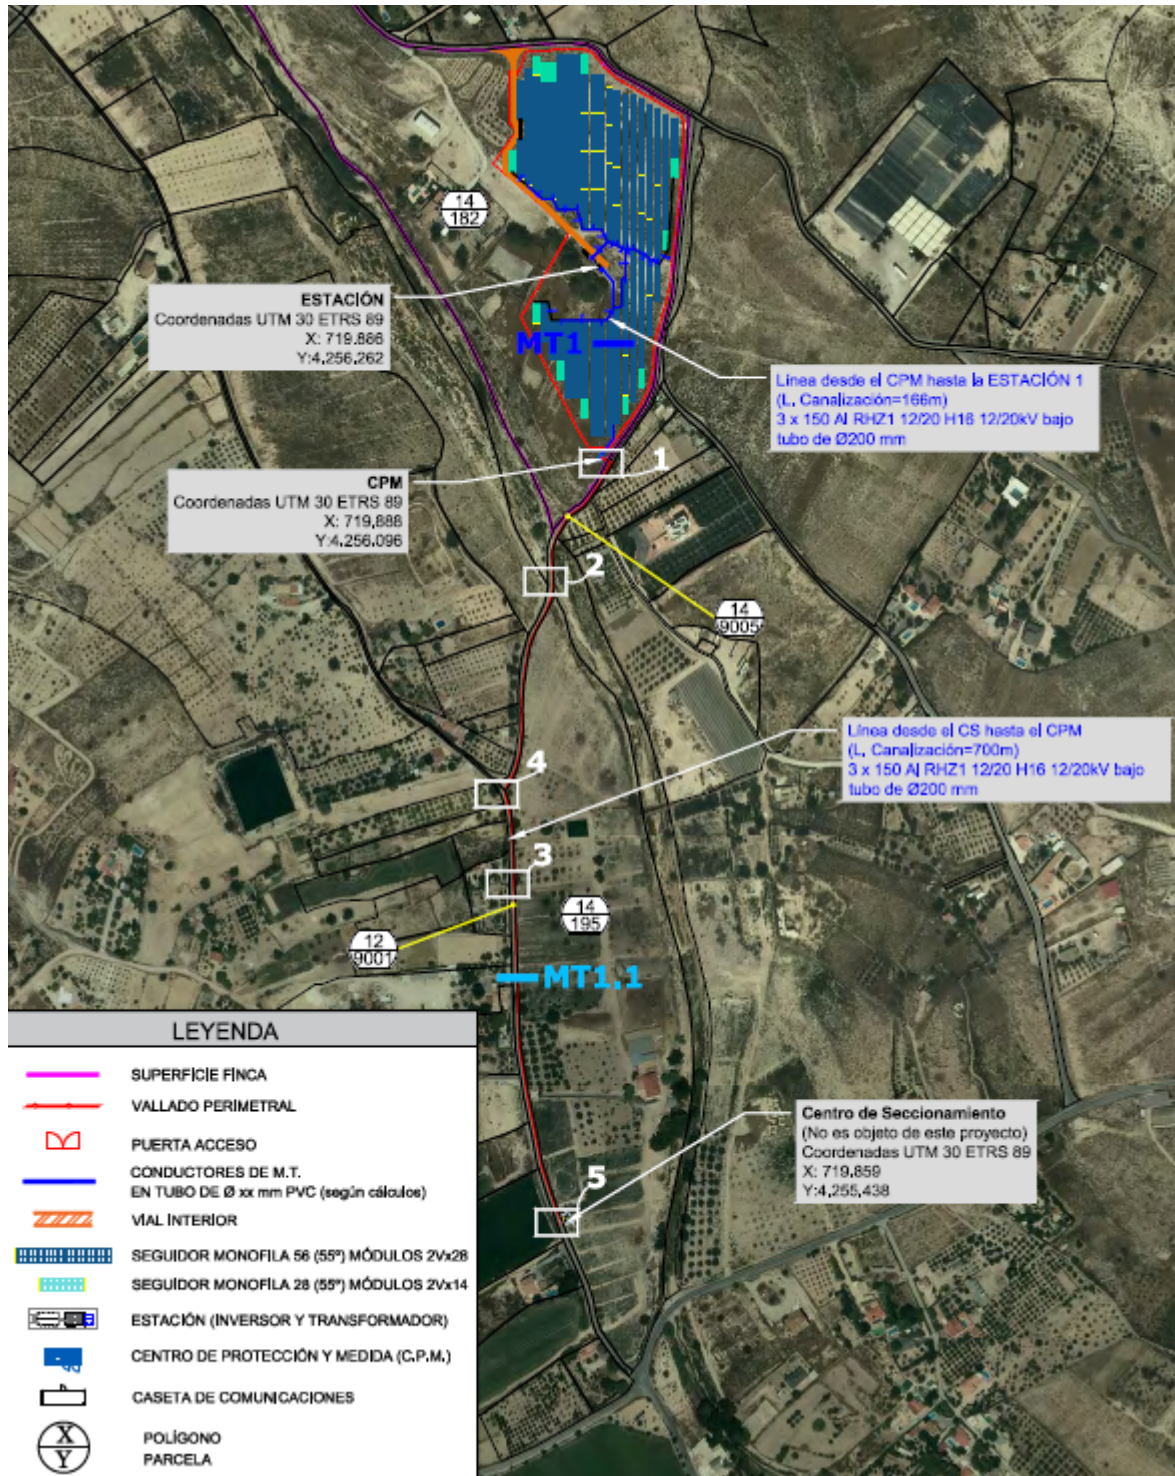 14
182
ESTACIÓN
Coordenadas UTM 30 ETRS 89
X: 719.886
Y:4.256.262
MT1
Línea desde el CPM hasta la ESTACIÓN 1
(L. Canalización=166m)
3 x 150 Al RHZ1 12/20 H16 12/20kV bajo
tubo de Ø200 mm
1
CPM
Coordenadas UTM 30 ETRS 89
X: 719,888
Y:4.256.096
2
14
9005
Línea desde el CS hasta el CPM
(L. Canalización=700m)
3 x 150 Al RHZ1 12/20 H16 12/20kV bajo
tubo de Ø200 mm
4
3
14
195
12
9001
MT1.1
Centro de Seccionamiento
(No es objeto de este proyecto)
Coordenadas UTM 30 ETRS 89
X: 719,859
Y:4,255,438
5
LEYENDA
SUPERFICIE FINCA
VALLADO PERIMETRAL
PUERTA ACCESO
CONDUCTORES DE M.T.
EN TUBO DE Ø xx mm PVC (según cálculos)
VIAL INTERIOR
SEGUIDOR MONOFILA 56 (55º) MÓDULOS 2Vx28
SEGUIDOR MONOFILA 28 (55º) MÓDULOS 2Vx14
ESTACIÓN (INVERSOR Y TRANSFORMADOR)
CENTRO DE PROTECCIÓN Y MEDIDA (C.P.M.)
CASETA DE COMUNICACIONES
X
Y
POLÍGONO
PARCELA